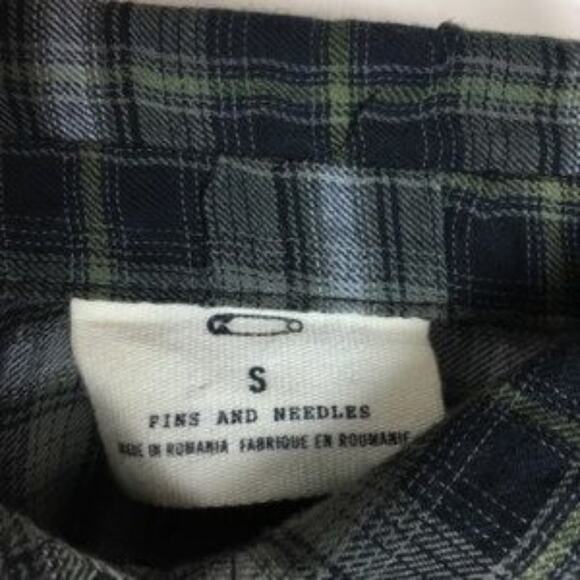 S
PINS AND NEEDLES
MADE IN ROMANIA FABRIQUE EN ROUMANIE